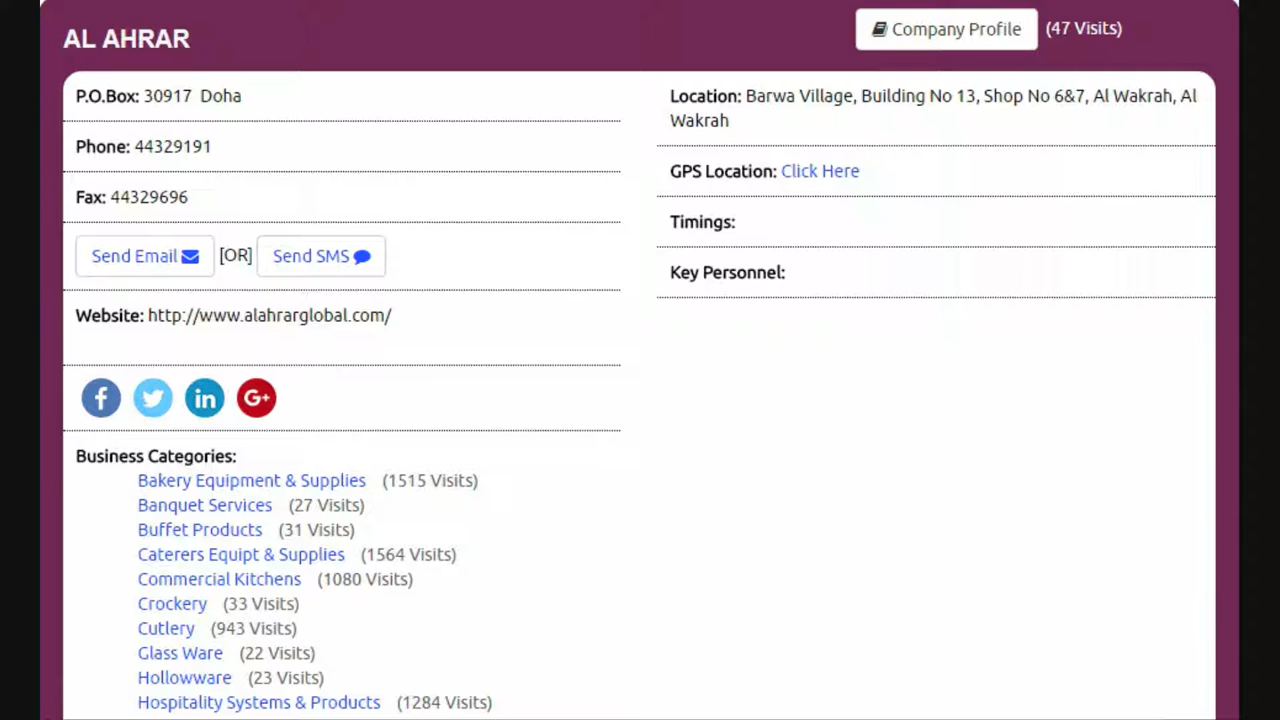 AL AHRAR
Company Profile (47 Visits)
P.O.Box: 30917 Doha
Phone: 44329191
Fax: 44329696
Send Email [OR] Send SMS
Website: http://www.alahrarglobal.com/
f in G+
Business Categories:
Bakery Equipment & Supplies (1515 Visits)
Banquet Services (27 Visits)
Buffet Products (31 Visits)
Caterers Equipt & Supplies (1564 Visits)
Commercial Kitchens (1080 Visits)
Crockery (33 Visits)
Cutlery (943 Visits)
Glass Ware (22 Visits)
Hollowware (23 Visits)
Hospitality Systems & Products (1284 Visits)
Location: Barwa Village, Building No 13, Shop No 6&7, Al Wakrah, Al
Wakrah
GPS Location: Click Here
Timings:
Key Personnel: